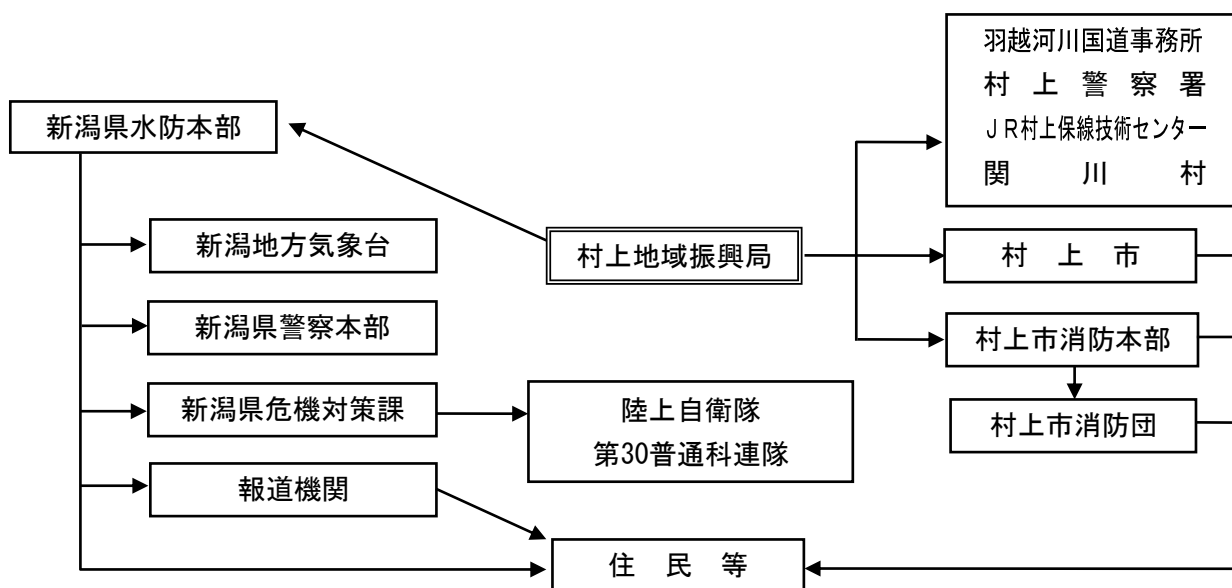 羽越河川国道事務所
村上警察署
JR村上保線技術センター
関川村
新潟県水防本部
新潟地方気象台
村上地域振興局
村上市
新潟県警察本部
村上市消防本部
新潟県危機対策課
陸上自衛隊
第30普通科連隊
村上市消防団
報道機関
住民等